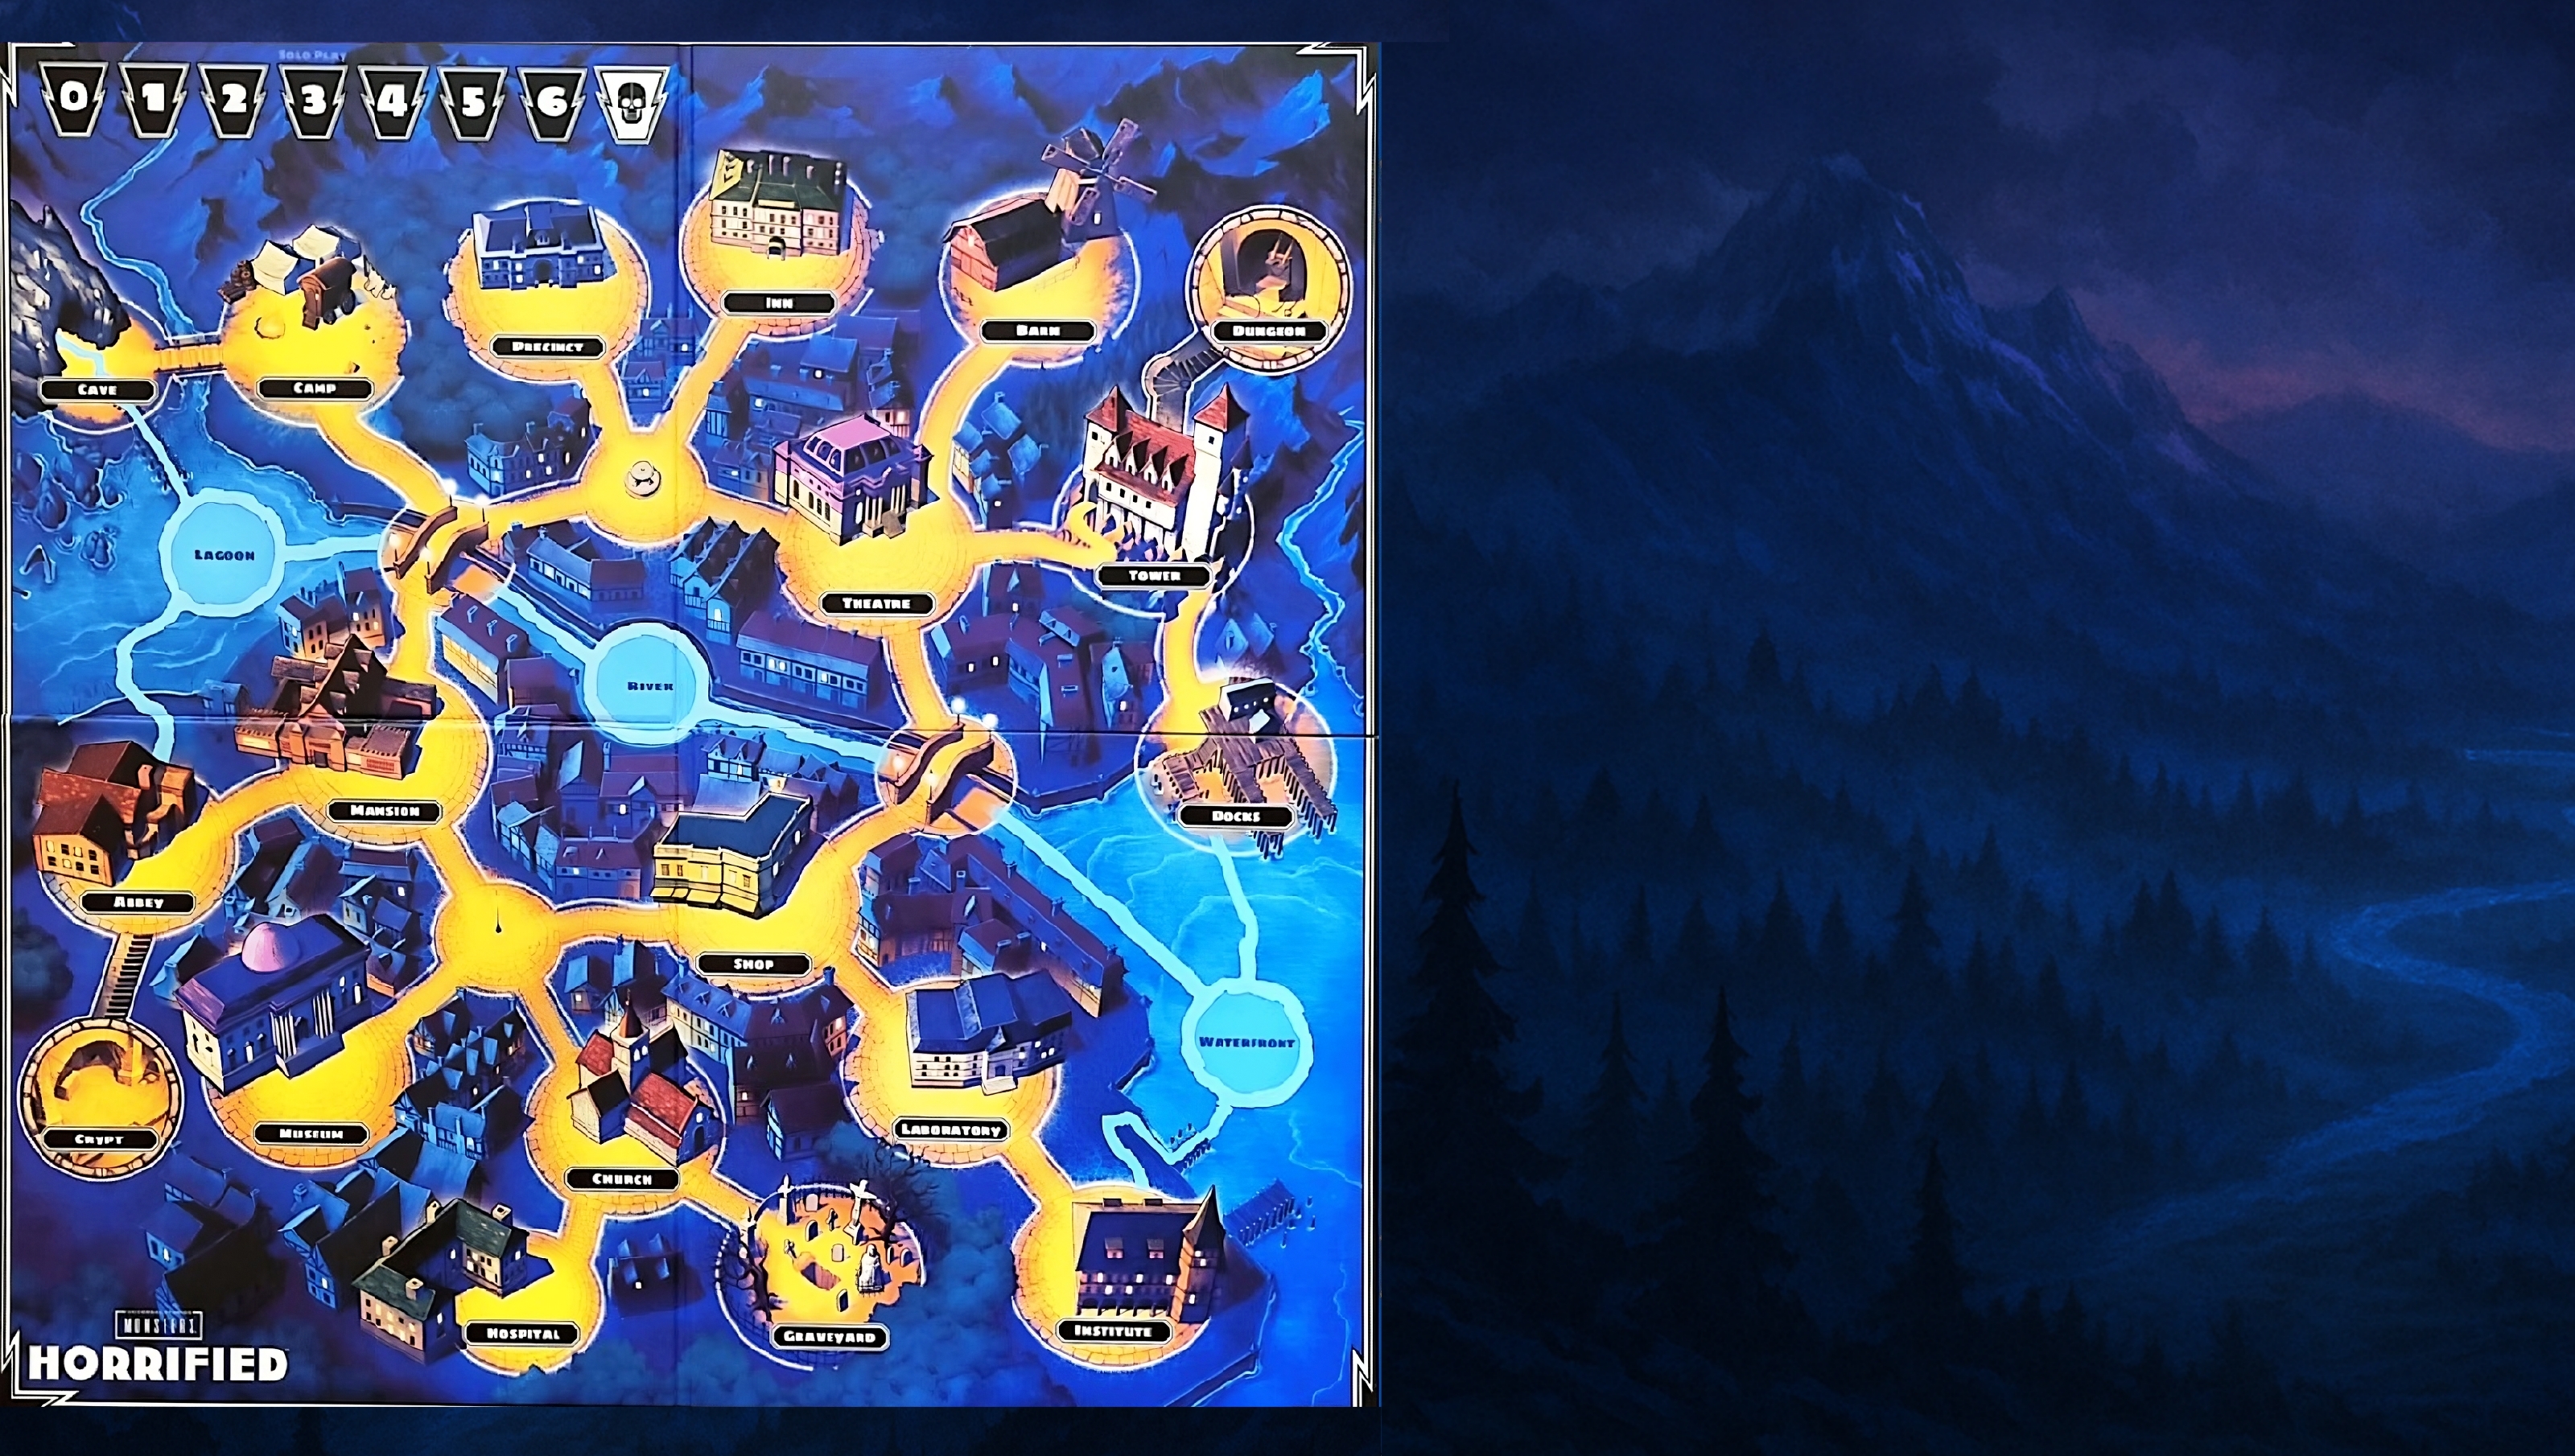 SOLO PLAY
0 1 2 3 4 5 6
INN
BARN
DUNGEON
PRECINCT
CAVE
CAMP
LAGOON
TOWER
THEATRE
RIVER
MANSION
DOCKS
ABBEY
SHOP
WATERFRONT
CRYPT
MUSEUM
LABORATORY
CHURCH
HOSPITAL
GRAVEYARD
INSTITUTE
MONSTERS
HORRIFIED